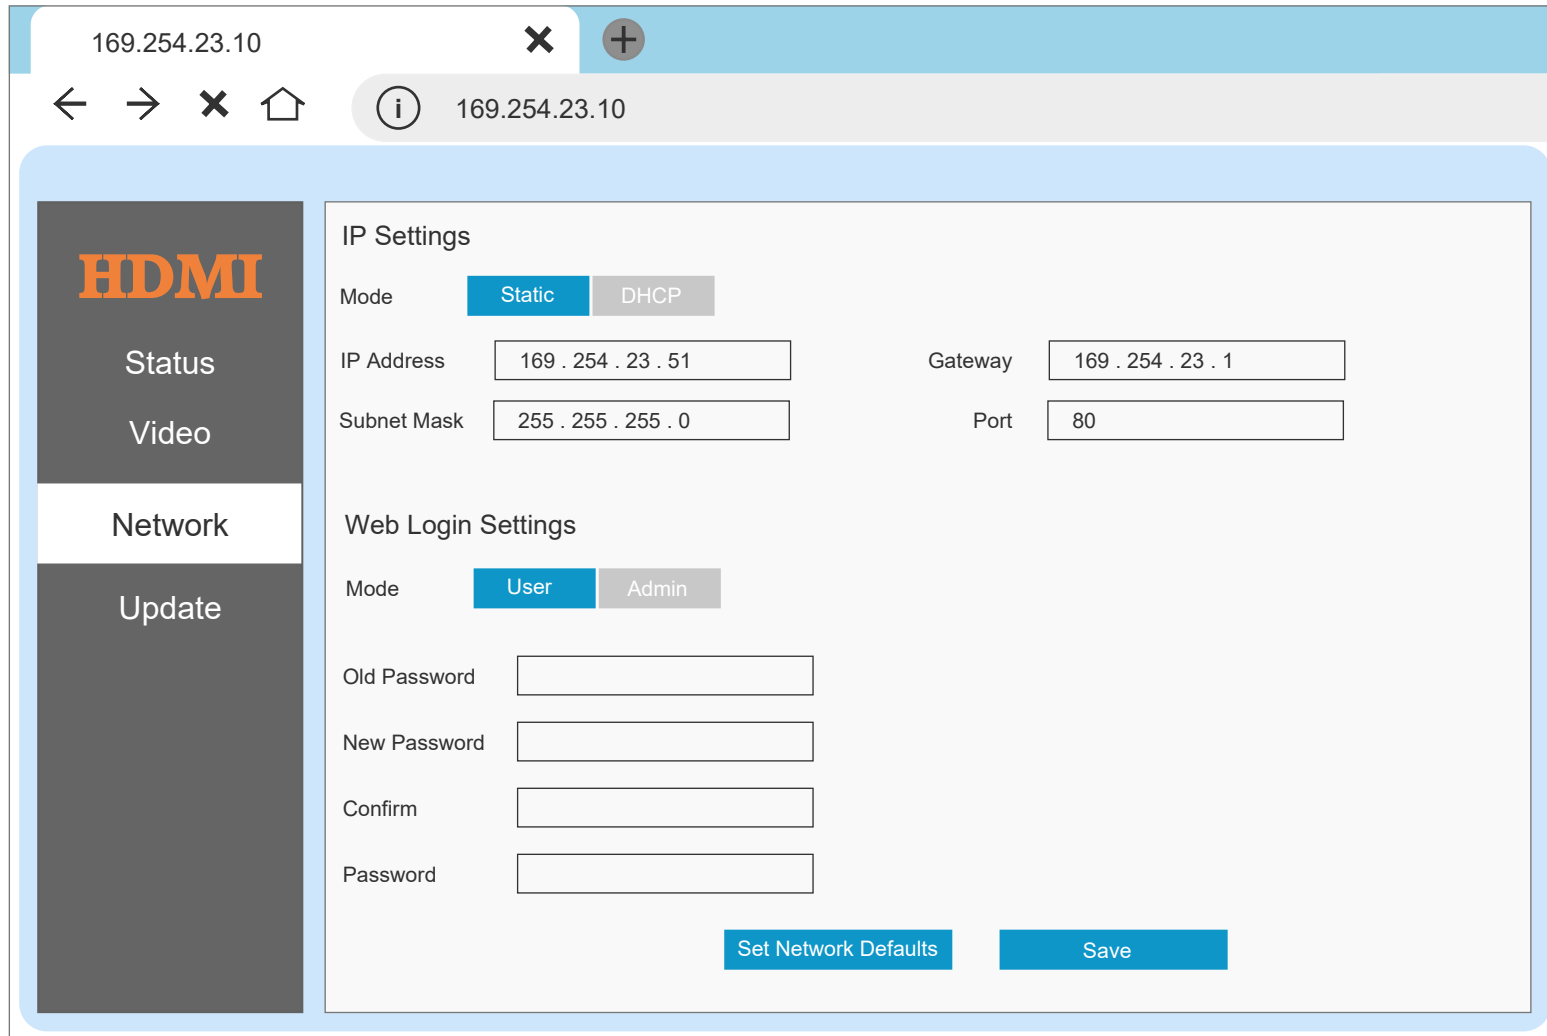 169.254.23.10
i 169.254.23.10
HDMI
Status
Video
Network
Update
IP Settings
Mode Static DHCP
IP Address 169 . 254 . 23 . 51 Gateway 169 . 254 . 23 . 1
Subnet Mask 255 . 255 . 255 . 0 Port 80
Web Login Settings
Mode User Admin
Old Password
New Password
Confirm
Password
Set Network Defaults Save